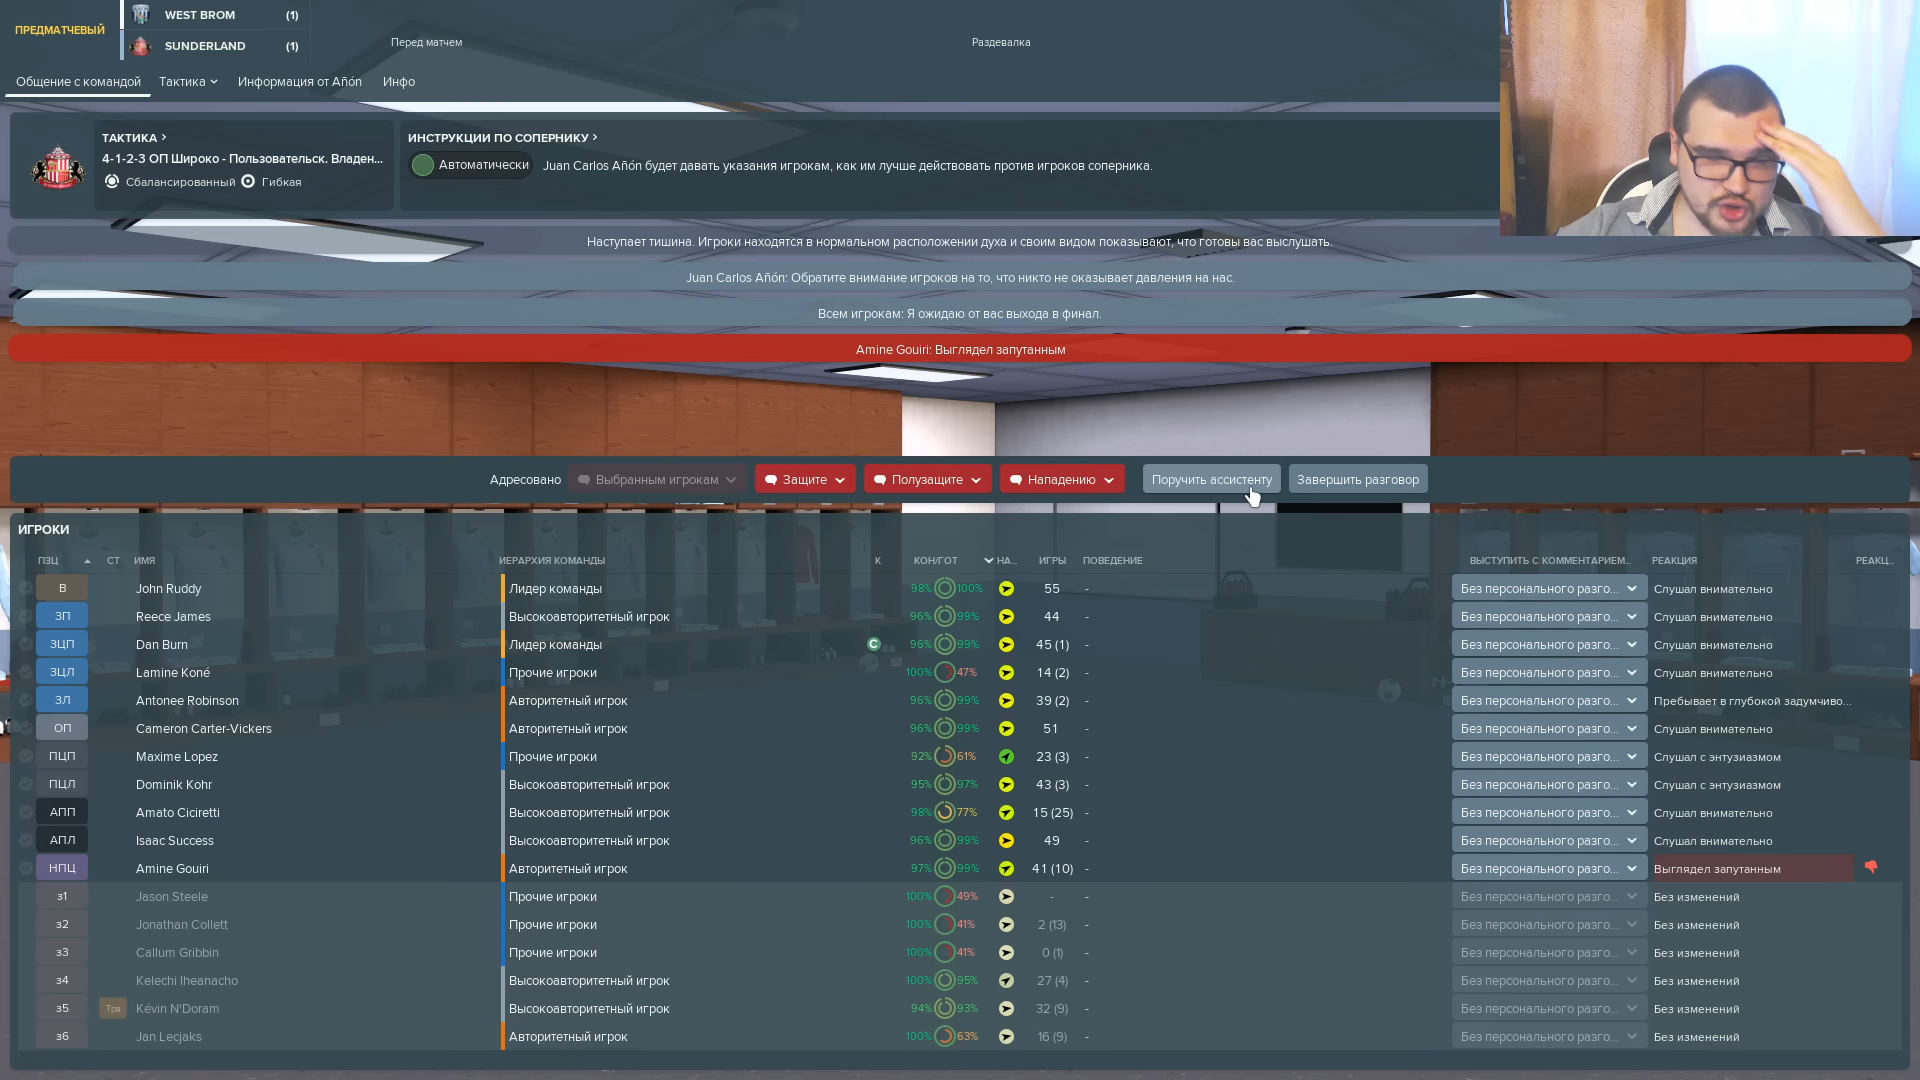 ПРЕДМАТЧЕВЫЙ
WEST BROM (1)
SUNDERLAND (1)
Перед матчем
Раздевалка
Общение с командой Тактика Информация от Añón Инфо
ТАКТИКА
4-1-2-3 ОП Широко - Пользовательск. Владен...
Сбалансированный Гибкая
ИНСТРУКЦИИ ПО СОПЕРНИКУ
Автоматически Juan Carlos Añón будет давать указания игрокам, как им лучше действовать против игроков соперника.
Наступает тишина. Игроки находятся в нормальном расположении духа и своим видом показывают, что готовы вас выслушать.
Juan Carlos Añón: Обратите внимание игроков на то, что никто не оказывает давления на нас.
Всем игрокам: Я ожидаю от вас выхода в финал.
Amine Gouiri: Выглядел запутанным
Адресовано Выбранным игрокам Защите Полузащите Нападению Поручить ассистенту Завершить разговор
ИГРОКИ
ПЗЦ СТ ИМЯ ИЕРАРХИЯ КОМАНДЫ К КОН/ГОТ НА... ИГРЫ ПОВЕДЕНИЕ ВЫСТУПИТЬ С КОММЕНТАРИЕМ... РЕАКЦИЯ РЕАКЦ...
В John Ruddy Лидер команды 98% 100% 55 - Без персонального разго... Слушал внимательно
ЗП Reece James Высокоавторитетный игрок 96% 99% 44 - Без персонального разго... Слушал внимательно
ЗЦП Dan Burn Лидер команды C 96% 99% 45 (1) - Без персонального разго... Слушал внимательно
ЗЦЛ Lamine Koné Прочие игроки 100% 47% 14 (2) - Без персонального разго... Слушал внимательно
ЗЛ Antonee Robinson Авторитетный игрок 96% 99% 39 (2) - Без персонального разго... Пребывает в глубокой задумчиво...
ОП Cameron Carter-Vickers Авторитетный игрок 96% 99% 51 - Без персонального разго... Слушал внимательно
ПЦП Maxime Lopez Прочие игроки 92% 61% 23 (3) - Без персонального разго... Слушал с энтузиазмом
ПЦЛ Dominik Kohr Высокоавторитетный игрок 95% 97% 43 (3) - Без персонального разго... Слушал с энтузиазмом
АПП Amato Ciciretti Высокоавторитетный игрок 98% 77% 15 (25) - Без персонального разго... Слушал внимательно
АПЛ Isaac Success Высокоавторитетный игрок 96% 99% 49 - Без персонального разго... Слушал внимательно
НПЦ Amine Gouiri Авторитетный игрок 97% 99% 41 (10) - Без персонального разго... Выглядел запутанным
з1 Jason Steele Прочие игроки 100% 49% - - Без персонального разго... Без изменений
з2 Jonathan Collett Прочие игроки 100% 41% 2 (13) - Без персонального разго... Без изменений
з3 Callum Gribbin Прочие игроки 100% 41% 0 (1) - Без персонального разго... Без изменений
з4 Kelechi Iheanacho Высокоавторитетный игрок 100% 95% 27 (4) - Без персонального разго... Без изменений
з5 Трв Kévin N'Doram Высокоавторитетный игрок 94% 93% 32 (9) - Без персонального разго... Без изменений
з6 Jan Lecjaks Авторитетный игрок 100% 63% 16 (9) - Без персонального разго... Без изменений